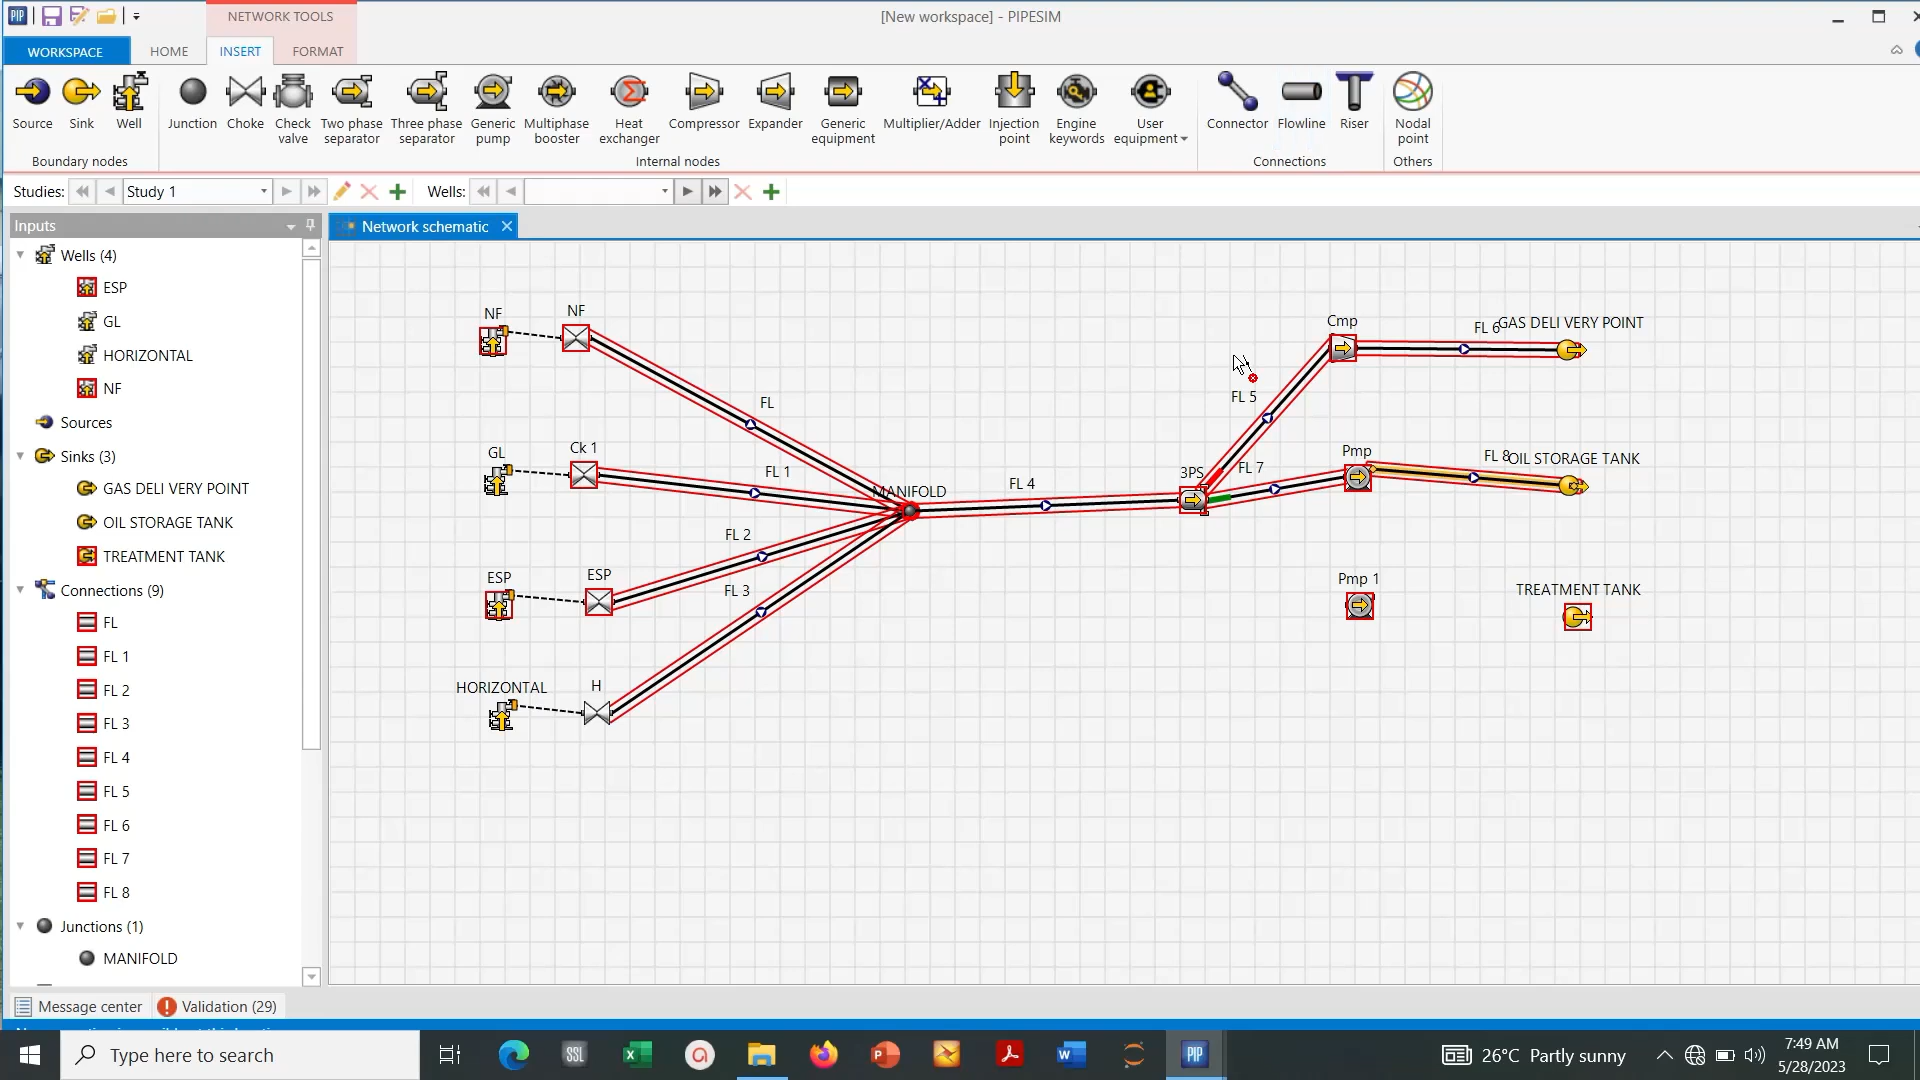 PIP
NETWORK TOOLS
[New workspace] - PIPESIM
WORKSPACE
HOME
INSERT
FORMAT
Source
Sink
Well
Junction
Choke
Check valve
Two phase separator
Three phase separator
Generic pump
Multiphase booster
Heat exchanger
Compressor
Expander
Generic equipment
Multiplier/Adder
Injection point
Engine keywords
User equipment
Connector
Flowline
Riser
Nodal point
Boundary nodes
Internal nodes
Connections
Others
Studies:
Study 1
Wells:
Inputs
Wells (4)
ESP
GL
HORIZONTAL
NF
Sources
Sinks (3)
GAS DELI VERY POINT
OIL STORAGE TANK
TREATMENT TANK
Connections (9)
FL
FL 1
FL 2
FL 3
FL 4
FL 5
FL 6
FL 7
FL 8
Junctions (1)
MANIFOLD
Network schematic
NF
NF
FL
GL
Ck 1
FL 1
MANIFOLD
FL 4
FL 2
ESP
ESP
FL 3
HORIZONTAL
H
3PS
FL 5
Cmp
FL 6
GAS DELI VERY POINT
FL 7
Pmp
FL 8
OIL STORAGE TANK
Pmp 1
TREATMENT TANK
Message center
Validation (29)
Type here to search
SSL
PIP
26°C Partly sunny
7:49 AM
5/28/2023